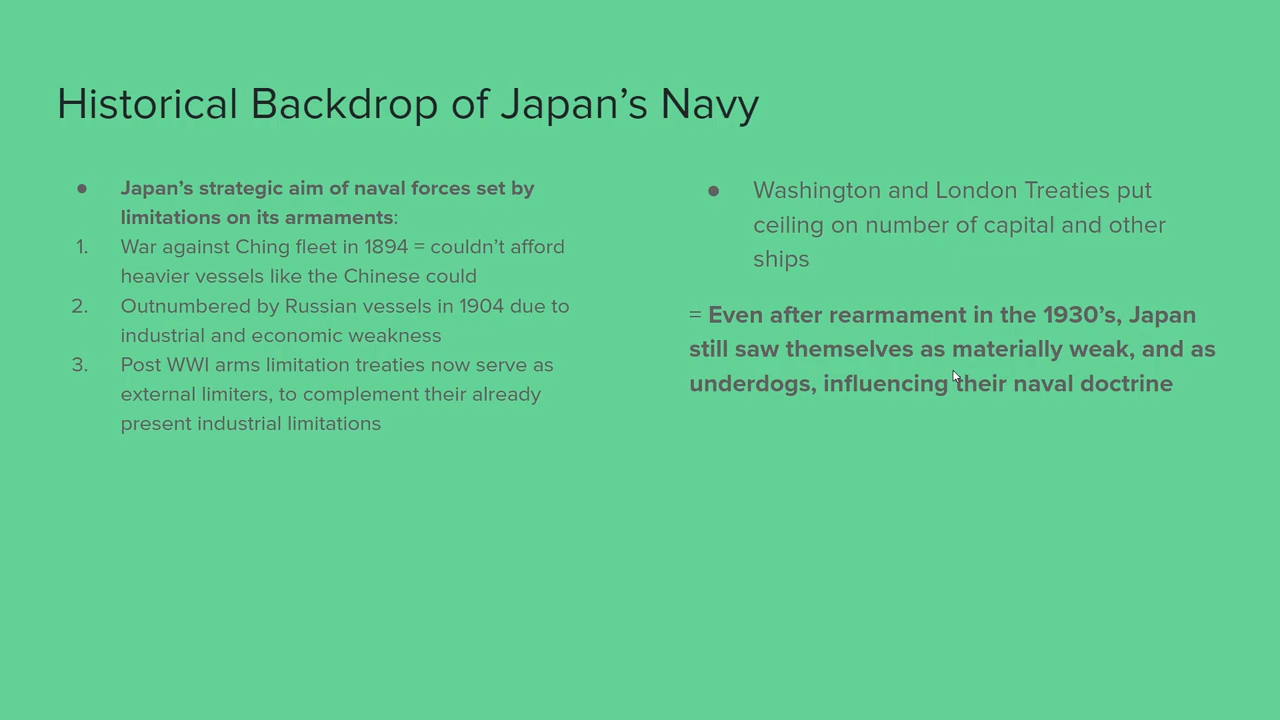 Historical Backdrop of Japan’s Navy
● Japan’s strategic aim of naval forces set by
limitations on its armaments:
1. War against Ching fleet in 1894 = couldn’t afford
heavier vessels like the Chinese could
2. Outnumbered by Russian vessels in 1904 due to
industrial and economic weakness
3. Post WWI arms limitation treaties now serve as
external limiters, to complement their already
present industrial limitations
● Washington and London Treaties put
ceiling on number of capital and other
ships
= Even after rearmament in the 1930’s, Japan
still saw themselves as materially weak, and as
underdogs, influencing their naval doctrine